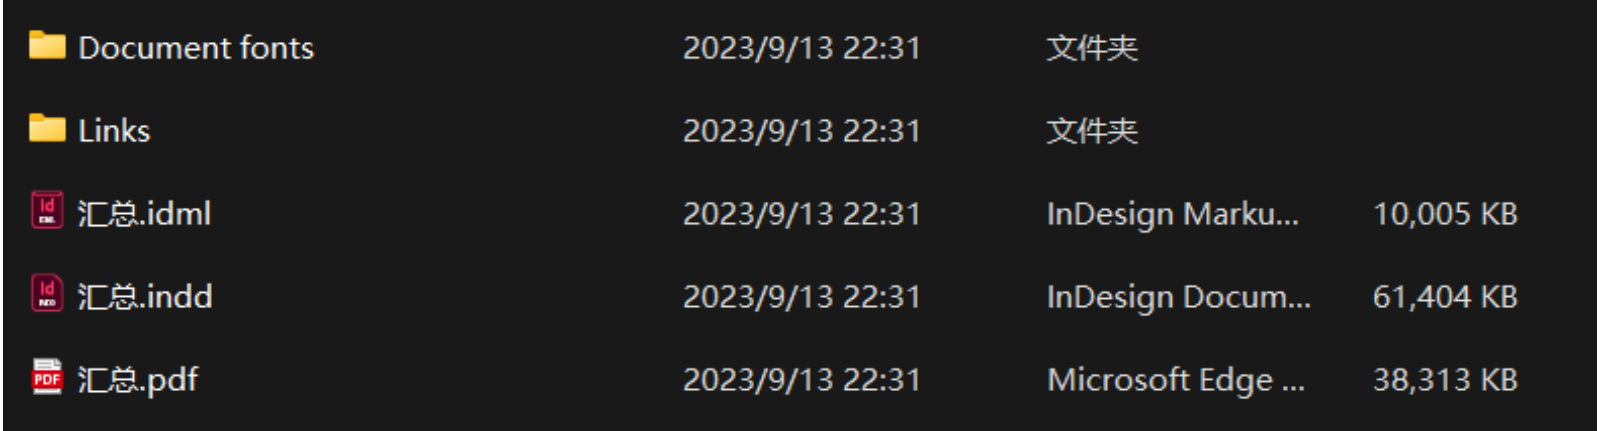 Document fonts 2023/9/13 22:31 文件夹
Links 2023/9/13 22:31 文件夹
汇总.idml 2023/9/13 22:31 InDesign Marku... 10,005 KB
汇总.indd 2023/9/13 22:31 InDesign Docum... 61,404 KB
PDF 汇总.pdf 2023/9/13 22:31 Microsoft Edge ... 38,313 KB